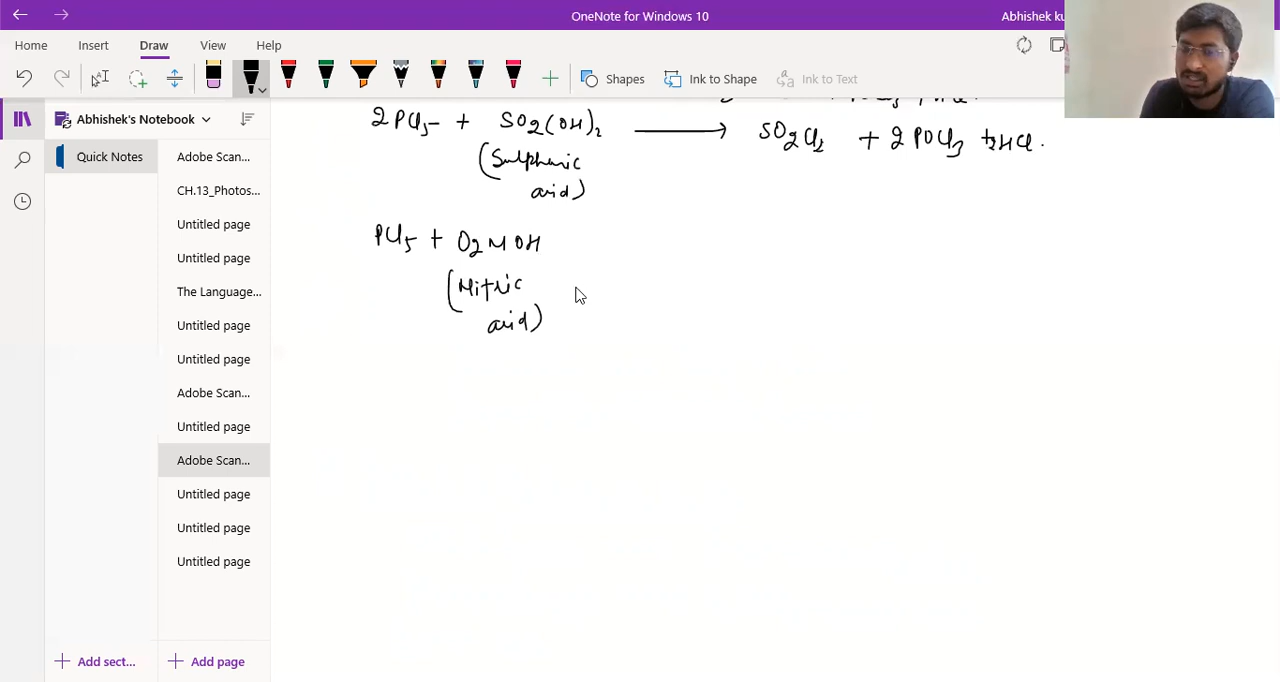 OneNote for Windows 10
Abhishek ku
Home Insert Draw View Help
Shapes Ink to Shape Ink to Text
Abhishek's Notebook
Quick Notes
Adobe Scan...
CH.13_Photos...
Untitled page
Untitled page
The Language...
Untitled page
Untitled page
Adobe Scan...
Untitled page
Adobe Scan...
Untitled page
Untitled page
Untitled page
Add sect... Add page
2PCl5 + SO2(OH)2 → SO2Cl2 + 2POCl3 + 2HCl.
(Sulphuric
acid)
PCl5 + O2NOH
(Nitric
acid)